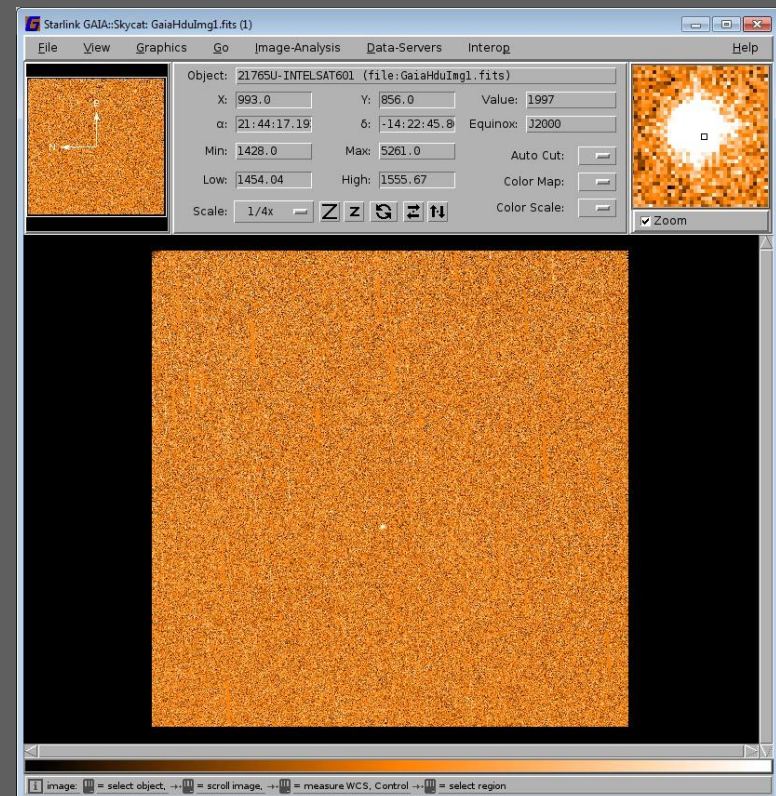 Starlink GAIA::Skycat: GaiaHduImg1.fits (1)
File View Graphics Go Image-Analysis Data-Servers Interop Help
Object: 21765U-INTELSAT601 (file:GaiaHduImg1.fits)
X: 993.0 Y: 856.0 Value: 1997
α: 21:44:17.19 δ: -14:22:45.8 Equinox: J2000
Min: 1428.0 Max: 5261.0 Auto Cut:
Low: 1454.04 High: 1555.67 Color Map:
Scale: 1/4x Z z Color Scale:
Zoom
image: = select object, = scroll image, = measure WCS, Control = select region